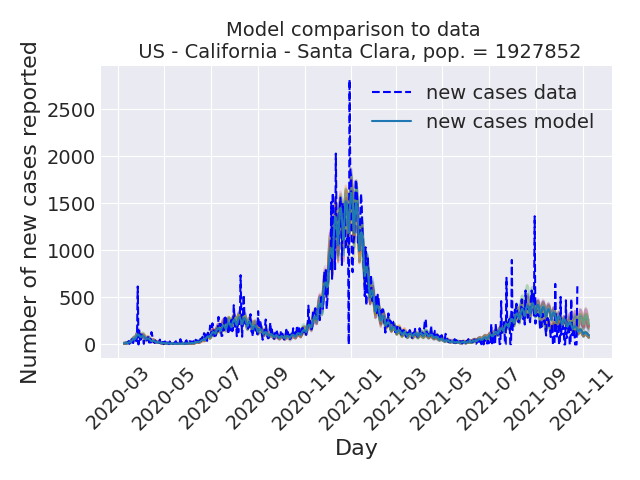 Model comparison to data
US - California - Santa Clara, pop. = 1927852
Number of new cases reported
2500
2000
1500
1000
500
0
new cases data
new cases model
2020-03
2020-05
2020-07
2020-09
2020-11
2021-01
2021-03
2021-05
2021-07
2021-09
2021-11
Day